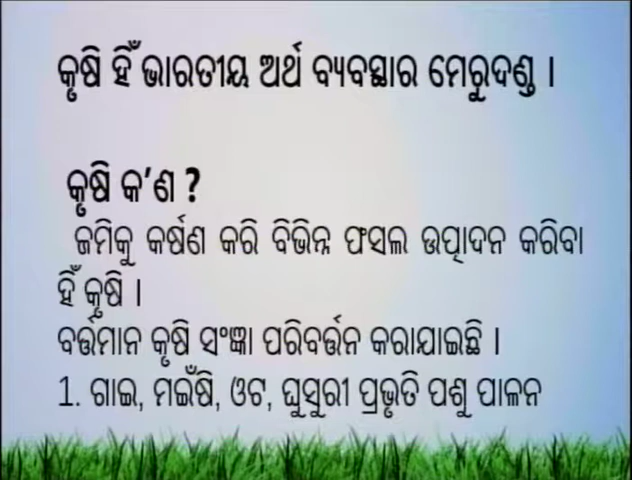 କୃଷି ହିଁ ଭାରତୀୟ ଅର୍ଥ ବ୍ୟବସ୍ଥାର ମେରୁଦଣ୍ଡ ।
କୃଷି କ'ଣ ?
ଜମିକୁ କର୍ଷଣ କରି ବିଭିନ୍ନ ଫସଲ ଉତ୍ପାଦନ କରିବା
ହିଁ କୃଷି ।
ବର୍ତ୍ତମାନ କୃଷି ସଂଜ୍ଞା ପରିବର୍ତ୍ତନ କରାଯାଇଛି ।
1. ଗାଇ, ମଇଁଷି, ଓଟ, ଘୁସୁରୀ ପ୍ରଭୃତି ପଶୁ ପାଳନ